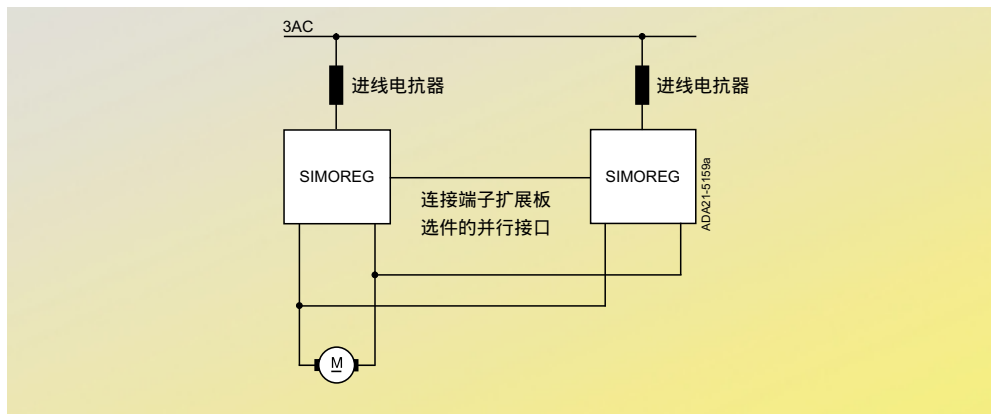 3AC
进线电抗器
进线电抗器
SIMOREG
SIMOREG
连接端子扩展板
选件的并行接口
ADA21-5159a
M